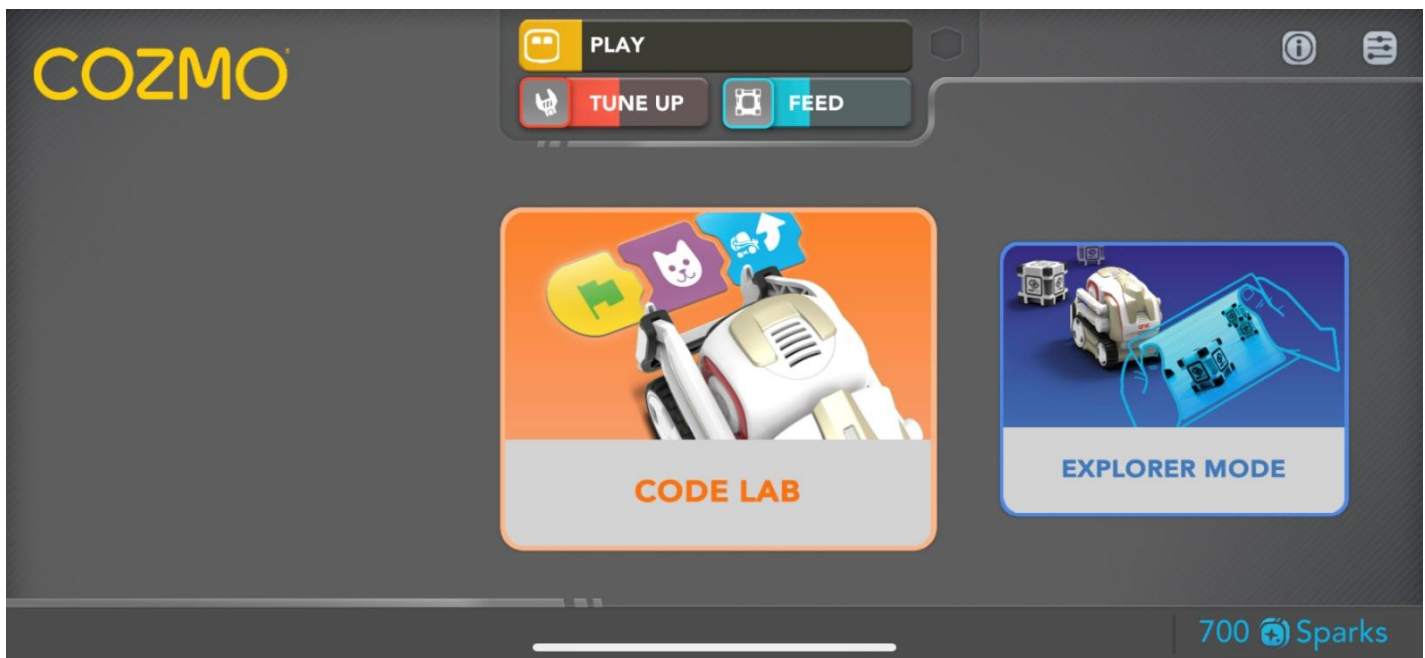 COZMO
PLAY
TUNE UP
FEED
CODE LAB
EXPLORER MODE
700 Sparks